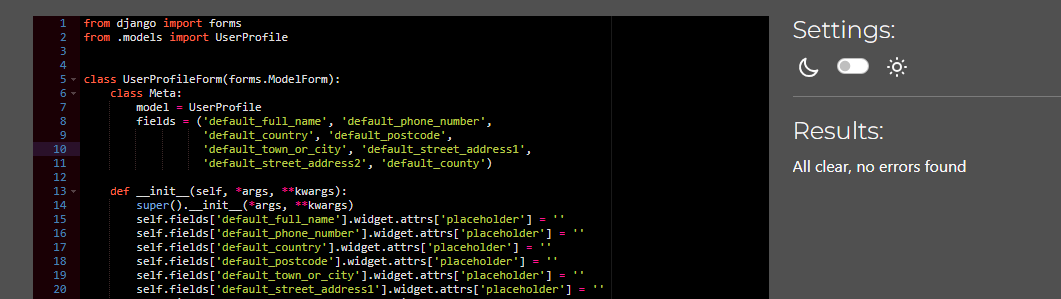 1 from django import forms
2 from .models import UserProfile
3
4
5 class UserProfileForm(forms.ModelForm):
6     class Meta:
7         model = UserProfile
8         fields = ('default_full_name', 'default_phone_number',
9                   'default_country', 'default_postcode',
10                  'default_town_or_city', 'default_street_address1',
11                  'default_street_address2', 'default_county')
12
13    def __init__(self, *args, **kwargs):
14        super().__init__(*args, **kwargs)
15        self.fields['default_full_name'].widget.attrs['placeholder'] = ''
16        self.fields['default_phone_number'].widget.attrs['placeholder'] = ''
17        self.fields['default_country'].widget.attrs['placeholder'] = ''
18        self.fields['default_postcode'].widget.attrs['placeholder'] = ''
19        self.fields['default_town_or_city'].widget.attrs['placeholder'] = ''
20        self.fields['default_street_address1'].widget.attrs['placeholder'] = ''
Settings:
Results:
All clear, no errors found